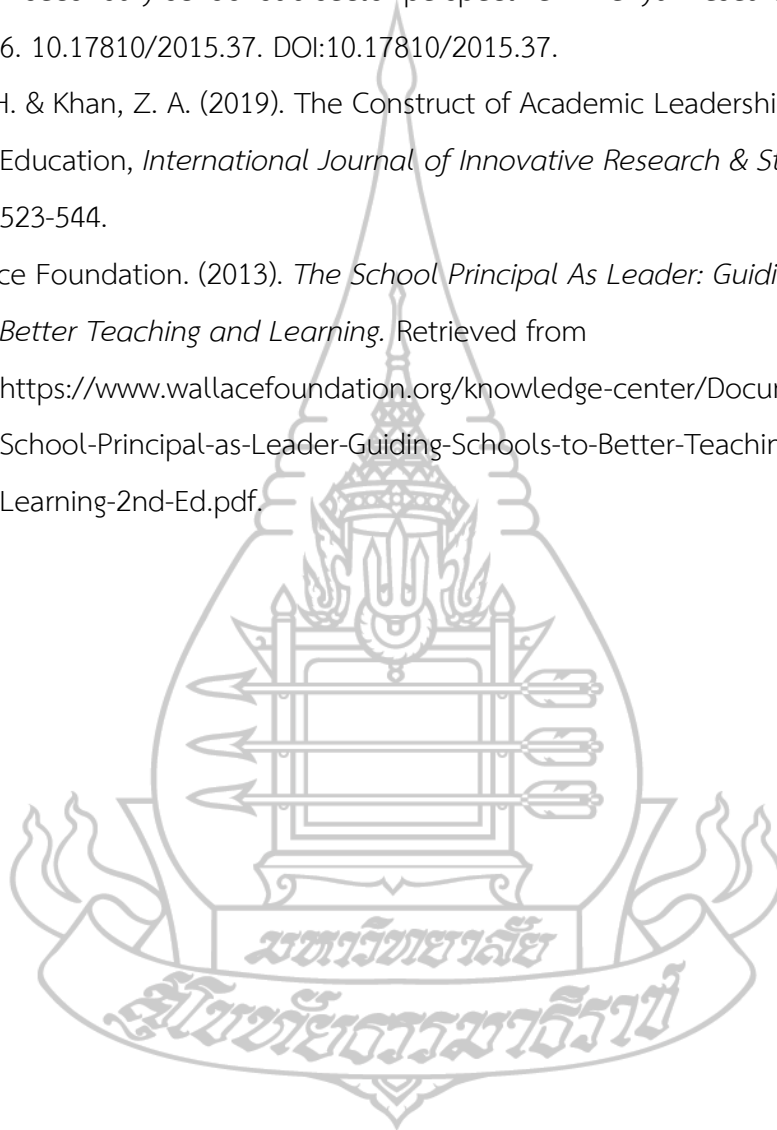 6. 10.17810/2015.37. DOI:10.17810/2015.37.
H. & Khan, Z. A. (2019). The Construct of Academic Leadershi
Education, International Journal of Innovative Research & St
523-544.
ce Foundation. (2013). The School Principal As Leader: Guidi
Better Teaching and Learning. Retrieved from
https://www.wallacefoundation.org/knowledge-center/Docu
School-Principal-as-Leader-Guiding-Schools-to-Better-Teachin
Learning-2nd-Ed.pdf.
มหาวิทยาลัย
สุโขทัยธรรมาธิราช